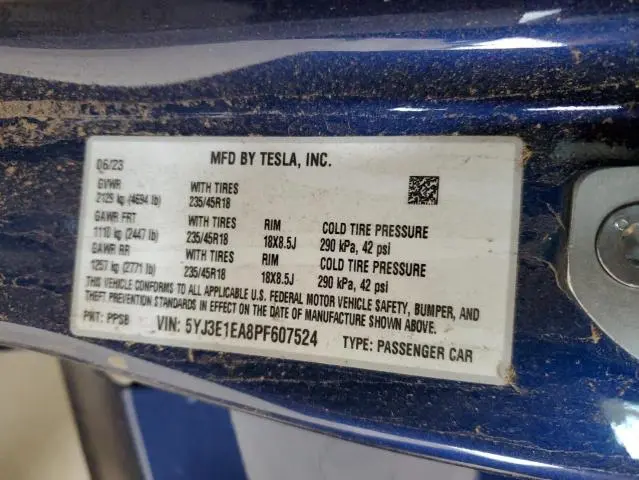 06/23 MFD BY TESLA, INC.
GVWR WITH TIRES
2129 kg (4694 lb) 235/45R18
GAWR FRT WITH TIRES RIM COLD TIRE PRESSURE
1110 kg (2447 lb) 235/45R18 18X8.5J 290 kPa, 42 psi
GAWR RR WITH TIRES RIM COLD TIRE PRESSURE
1257 kg (2771 lb) 235/45R18 18X8.5J 290 kPa, 42 psi
THIS VEHICLE CONFORMS TO ALL APPLICABLE U.S. FEDERAL MOTOR VEHICLE SAFETY, BUMPER, AND
THEFT PREVENTION STANDARDS IN EFFECT ON THE DATE OF MANUFACTURE SHOWN ABOVE.
PNT: PPSB VIN: 5YJ3E1EA8PF607524 TYPE: PASSENGER CAR